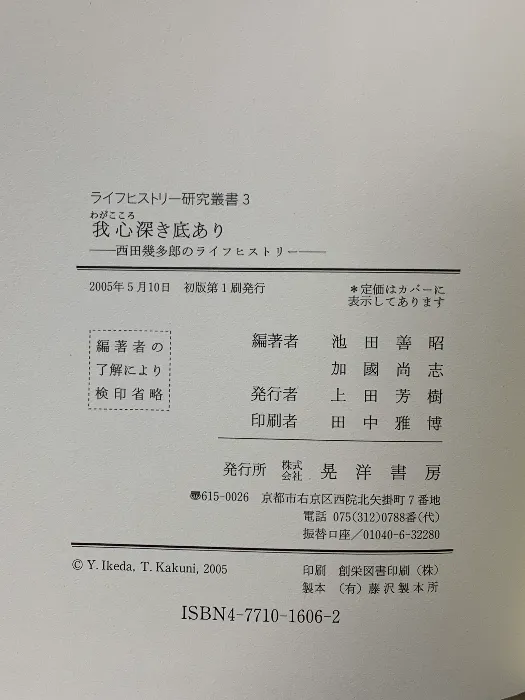 ライフヒストリー研究叢書3
わがこころ
我心深き底あり
——西田幾多郎のライフヒストリー——
2005年5月10日 初版第1刷発行
＊定価はカバーに
表示してあります
編著者の
了解により
検印省略
編著者 池田善昭
加國尚志
発行者 上田芳樹
印刷者 田中雅博
発行所 株式会社 晃洋書房
〠615-0026 京都市右京区西院北矢掛町7番地
電話 075(312)0788番(代)
振替口座／01040-6-32280
© Y. Ikeda, T. Kakuni, 2005
印刷 創栄図書印刷（株）
製本 （有）藤沢製本所
ISBN4-7710-1606-2